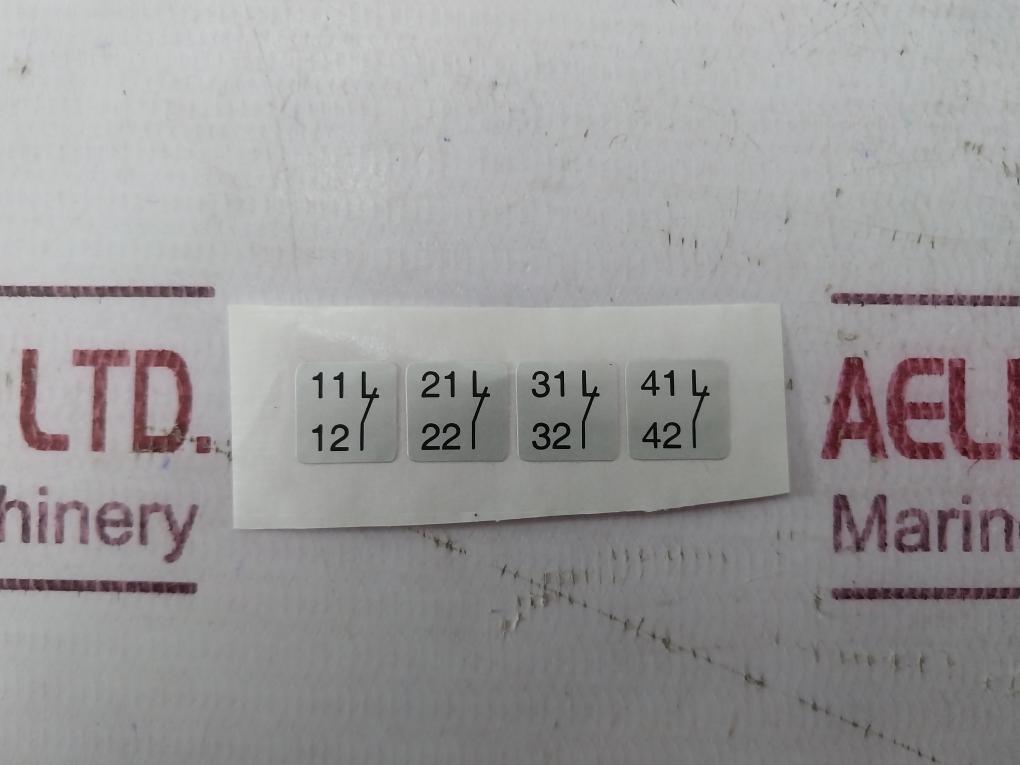 LTD.
hinery
11 21 31 41
12 22 32 42
AEL
Marin